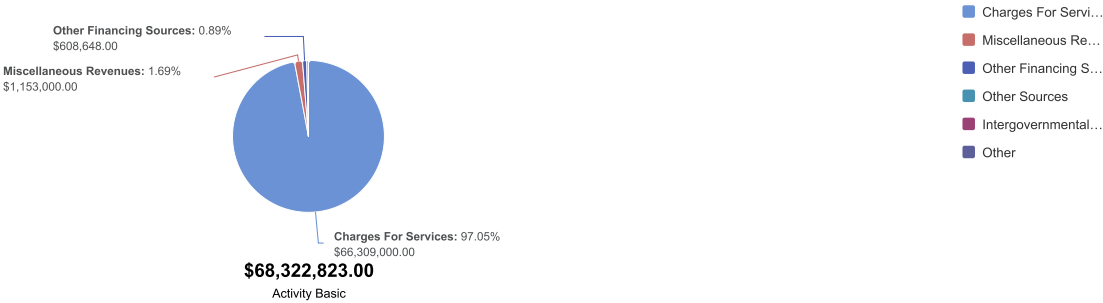 Other Financing Sources: 0.89%
$608,648.00
Miscellaneous Revenues: 1.69%
$1,153,000.00
Charges For Services: 97.05%
$66,309,000.00
$68,322,823.00
Activity Basic
Charges For Servi...
Miscellaneous Re...
Other Financing S...
Other Sources
Intergovernmental...
Other